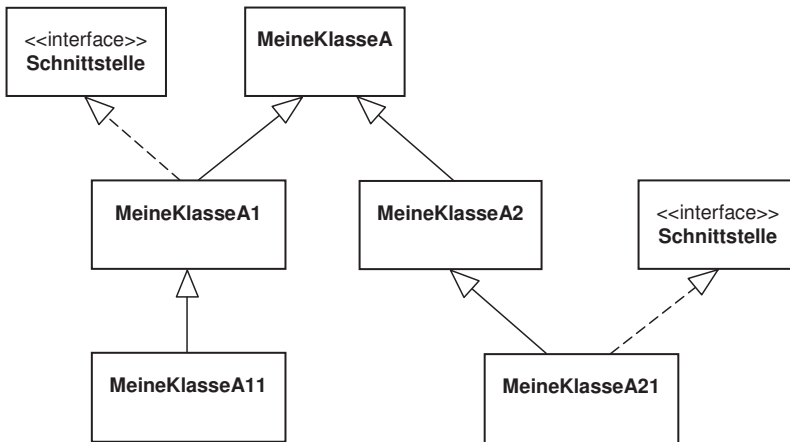 <<interface>>
Schnittstelle
MeineKlasseA
MeineKlasseA1
MeineKlasseA2
<<interface>>
Schnittstelle
MeineKlasseA11
MeineKlasseA21